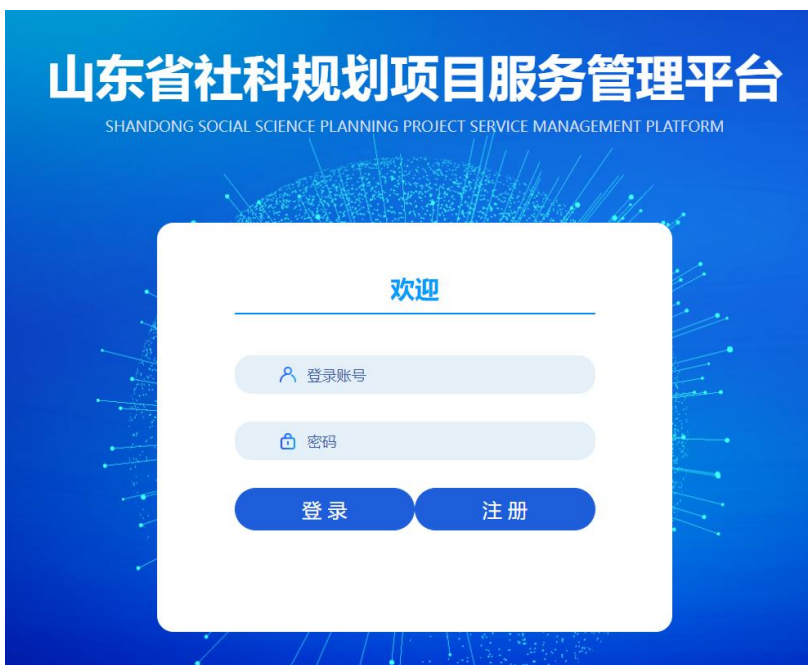 山东省社科规划项目服务管理平台
SHANDONG SOCIAL SCIENCE PLANNING PROJECT SERVICE MANAGEMENT PLATFORM
欢迎
登录账号
密码
登录 注册